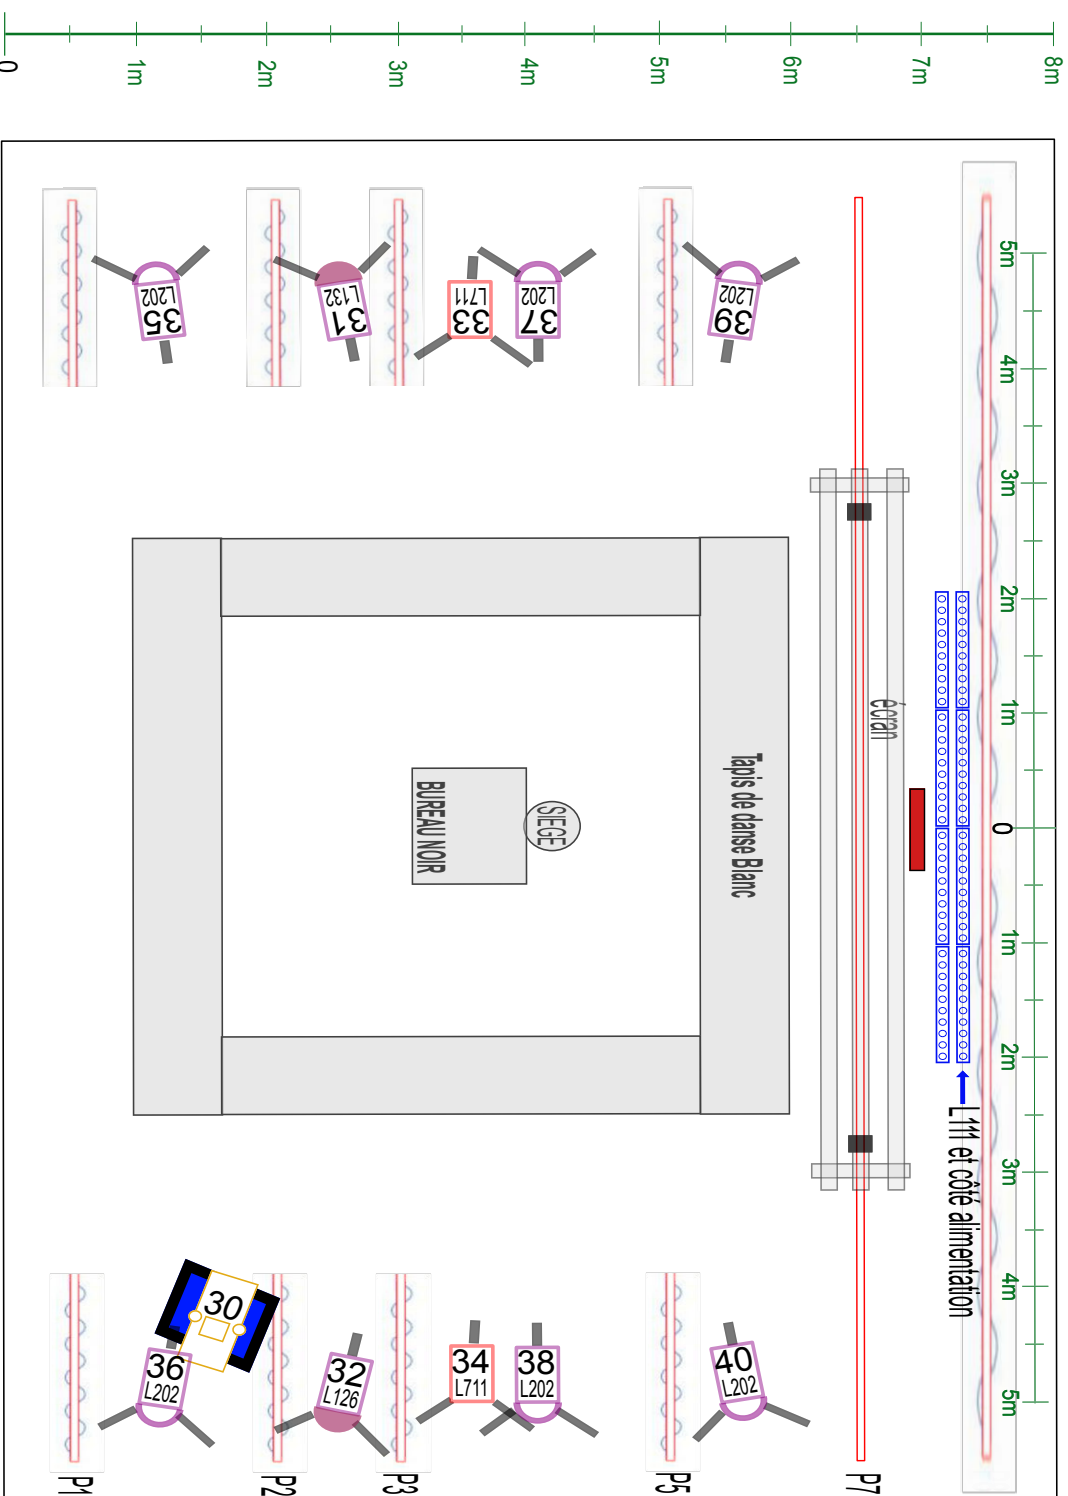 0
1m
2m
3m
4m
5m
6m
7m
8m
5m
4m
3m
2m
1m
0
1m
2m
3m
4m
5m
35
L202
31
L132
33
L711
37
L202
39
L202
écran
Tapis de danse Blanc
BUREAU NOIR
SIEGE
L111 et côté alimentation
30
36
L202
32
L126
34
L711
38
L202
40
L202
P1
P2
P3
P5
P7